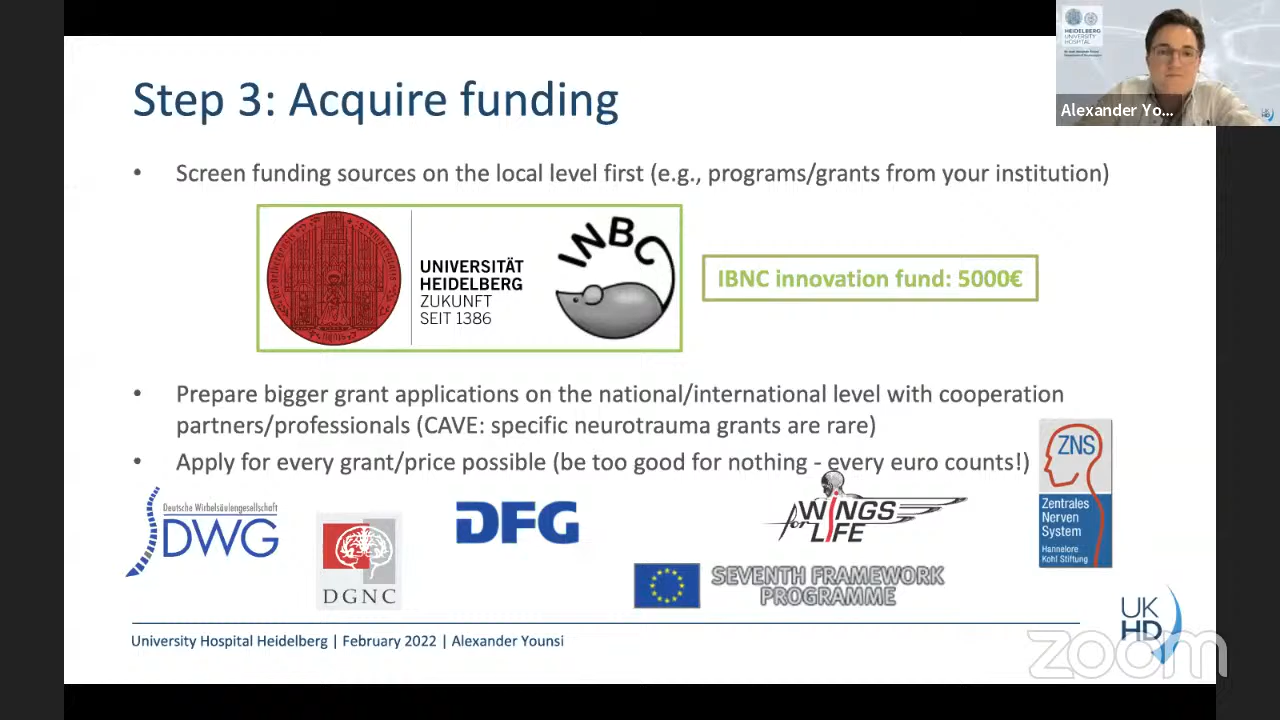 HEIDELBERG
UNIVERSITY
HOSPITAL
Alexander Yo...
Step 3: Acquire funding
• Screen funding sources on the local level first (e.g., programs/grants from your institution)
UNIVERSITÄT
HEIDELBERG
ZUKUNFT
SEIT 1386
INBC
IBNC innovation fund: 5000€
• Prepare bigger grant applications on the national/international level with cooperation
partners/professionals (CAVE: specific neurotrauma grants are rare)
• Apply for every grant/price possible (be too good for nothing - every euro counts!)
Deutsche Wirbelsäulengesellschaft
DWG
DGNC
DFG
WINGS
for LIFE
SEVENTH FRAMEWORK
PROGRAMME
ZNS
Zentrales
Nerven
System
Hannelore
Kohl Stiftung
University Hospital Heidelberg | February 2022 | Alexander Younsi
UK
HD
zoom